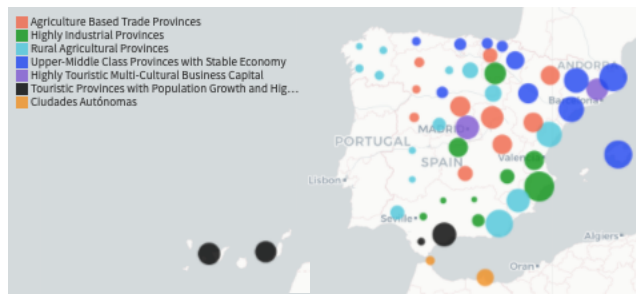 Agriculture Based Trade Provinces
Highly Industrial Provinces
Rural Agricultural Provinces
Upper-Middle Class Provinces with Stable Economy
Highly Touristic Multi-Cultural Business Capital
Touristic Provinces with Population Growth and Hig...
Ciudades Autónomas
ANDORRA
Barcelona
MADRID
PORTUGAL
SPAIN
Valencia
Lisbon
Seville
Algiers
Oran